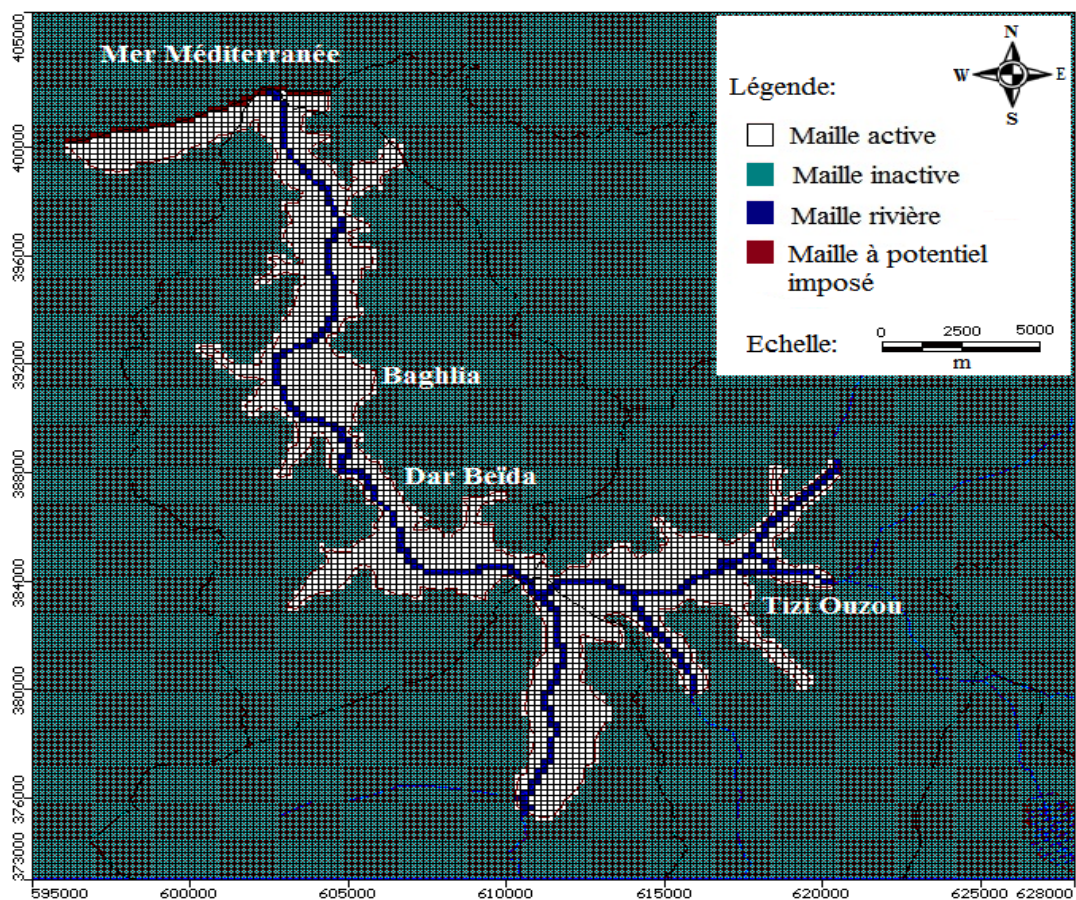 Mer Méditerranée
N
W E
S
Légende:
Maille active
Maille inactive
Maille rivière
Maille à potentiel
imposé
Echelle:
0 2500 5000
m
Baghlia
Dar Beïda
Tizi Ouzou
405000
400000
396000
392000
388000
384000
380000
376000
373000
595000 600000 605000 610000 615000 620000 625000 628000